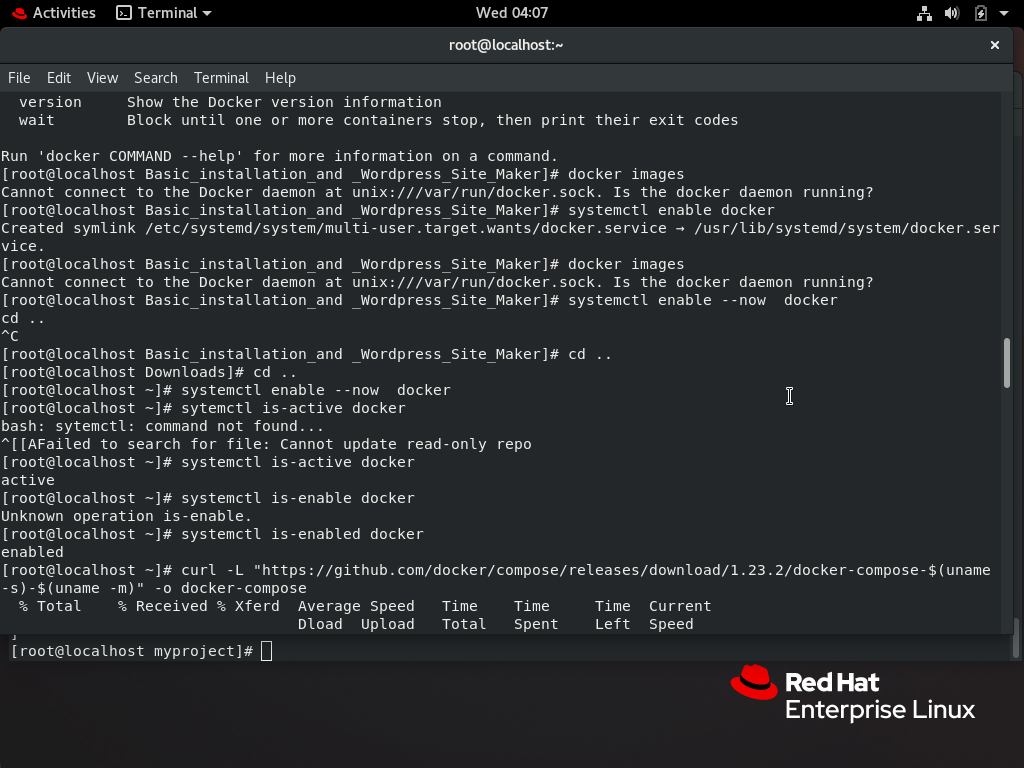 Activities Terminal Wed 04:07
root@localhost:~ ×
File Edit View Search Terminal Help
version Show the Docker version information
wait Block until one or more containers stop, then print their exit codes
Run 'docker COMMAND --help' for more information on a command.
[root@localhost Basic_installation_and _Wordpress_Site_Maker]# docker images
Cannot connect to the Docker daemon at unix:///var/run/docker.sock. Is the docker daemon running?
[root@localhost Basic_installation_and _Wordpress_Site_Maker]# systemctl enable docker
Created symlink /etc/systemd/system/multi-user.target.wants/docker.service → /usr/lib/systemd/system/docker.ser
vice.
[root@localhost Basic_installation_and _Wordpress_Site_Maker]# docker images
Cannot connect to the Docker daemon at unix:///var/run/docker.sock. Is the docker daemon running?
[root@localhost Basic_installation_and _Wordpress_Site_Maker]# systemctl enable --now  docker
cd ..
^C
[root@localhost Basic_installation_and _Wordpress_Site_Maker]# cd ..
[root@localhost Downloads]# cd ..
[root@localhost ~]# systemctl enable --now  docker
[root@localhost ~]# sytemctl is-active docker
bash: sytemctl: command not found...
^[[AFailed to search for file: Cannot update read-only repo
[root@localhost ~]# systemctl is-active docker
active
[root@localhost ~]# systemctl is-enable docker
Unknown operation is-enable.
[root@localhost ~]# systemctl is-enabled docker
enabled
[root@localhost ~]# curl -L "https://github.com/docker/compose/releases/download/1.23.2/docker-compose-$(uname
-s)-$(uname -m)" -o docker-compose
% Total % Received % Xferd Average Speed Time Time Time Current
Dload Upload Total Spent Left Speed
]
[root@localhost myproject]#
Red Hat
Enterprise Linux